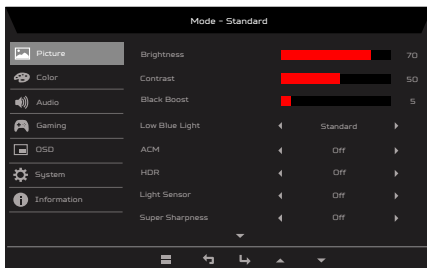 Mode - Standard
Picture
Brightness 70
Color
Contrast 50
Audio
Black Boost 5
Gaming
Low Blue Light Standard
OSD
ACM Off
System
HDR Off
Information
Light Sensor Off
Super Sharpness Off